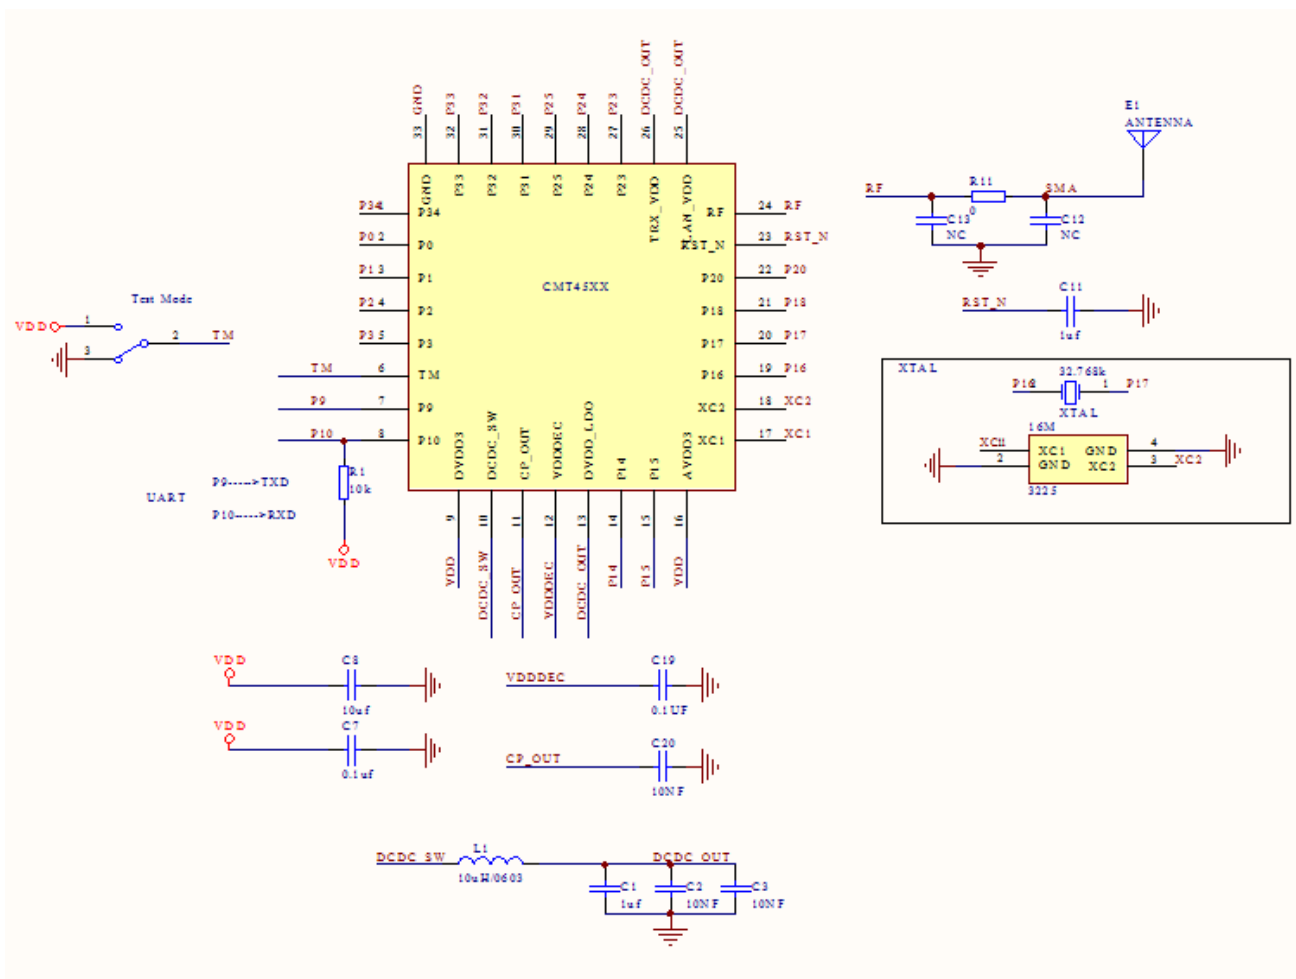 GND P33 P32 P31 P25 P24 P23 DCDC_OUT DCDC_OUT
33 32 31 30 29 28 27 26 25
GND P33 P32 P31 P25 P24 P23 TRX_VDD LAN_VDD
P34 1 P34
P0 2 P0
P1 3 P1
P2 4 P2
P3 5 P3
TM 6 TM
P9 7 P9
P10 8 P10
CMT45XX
RF 24 RF
RST_N 23 RST_N
P20 22 P20
P18 21 P18
P17 20 P17
P16 19 P16
XC2 18 XC2
XC1 17 XC1
DVDD3 DCDC_SW CP_OUT VDDDEC DVDD_LDO P14 P15 AVDD3
9 10 11 12 13 14 15 16
VDD DCDC_SW CP_OUT VDDDEC DCDC_OUT P14 P15 VDD
Test Mode
VDD 1
2 TM
3
R1
10k
VDD
UART
P9----->TXD
P10----->RXD
E1
ANTENNA
RF R11 SMA
0
C13 C12
NC NC
C11
RST_N
1uf
XTAL
32.768k
P16 2 1 P17
XTAL
16M
XC1 1 XC1 GND 4
2 GND XC2 3 XC2
3225
VDD C8
10uf
VDD C7
0.1uf
C19
VDDDEC
0.1UF
C20
CP_OUT
10NF
DCDC_SW L1 DCDC_OUT
10uH/0603
C1 C2 C3
1uf 10NF 10NF